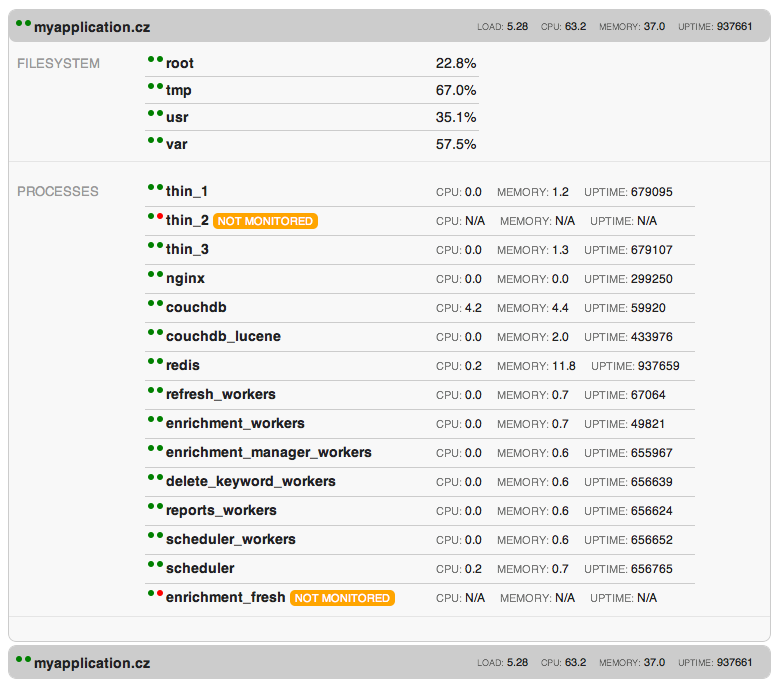 myapplication.cz LOAD: 5.28 CPU: 63.2 MEMORY: 37.0 UPTIME: 937661
FILESYSTEM root 22.8%
tmp 67.0%
usr 35.1%
var 57.5%
PROCESSES thin_1 CPU: 0.0 MEMORY: 1.2 UPTIME: 679095
thin_2 NOT MONITORED CPU: N/A MEMORY: N/A UPTIME: N/A
thin_3 CPU: 0.0 MEMORY: 1.3 UPTIME: 679107
nginx CPU: 0.0 MEMORY: 0.0 UPTIME: 299250
couchdb CPU: 4.2 MEMORY: 4.4 UPTIME: 59920
couchdb_lucene CPU: 0.0 MEMORY: 2.0 UPTIME: 433976
redis CPU: 0.2 MEMORY: 11.8 UPTIME: 937659
refresh_workers CPU: 0.0 MEMORY: 0.7 UPTIME: 67064
enrichment_workers CPU: 0.0 MEMORY: 0.7 UPTIME: 49821
enrichment_manager_workers CPU: 0.0 MEMORY: 0.6 UPTIME: 655967
delete_keyword_workers CPU: 0.0 MEMORY: 0.6 UPTIME: 656639
reports_workers CPU: 0.0 MEMORY: 0.6 UPTIME: 656624
scheduler_workers CPU: 0.0 MEMORY: 0.6 UPTIME: 656652
scheduler CPU: 0.2 MEMORY: 0.7 UPTIME: 656765
enrichment_fresh NOT MONITORED CPU: N/A MEMORY: N/A UPTIME: N/A
myapplication.cz LOAD: 5.28 CPU: 63.2 MEMORY: 37.0 UPTIME: 937661